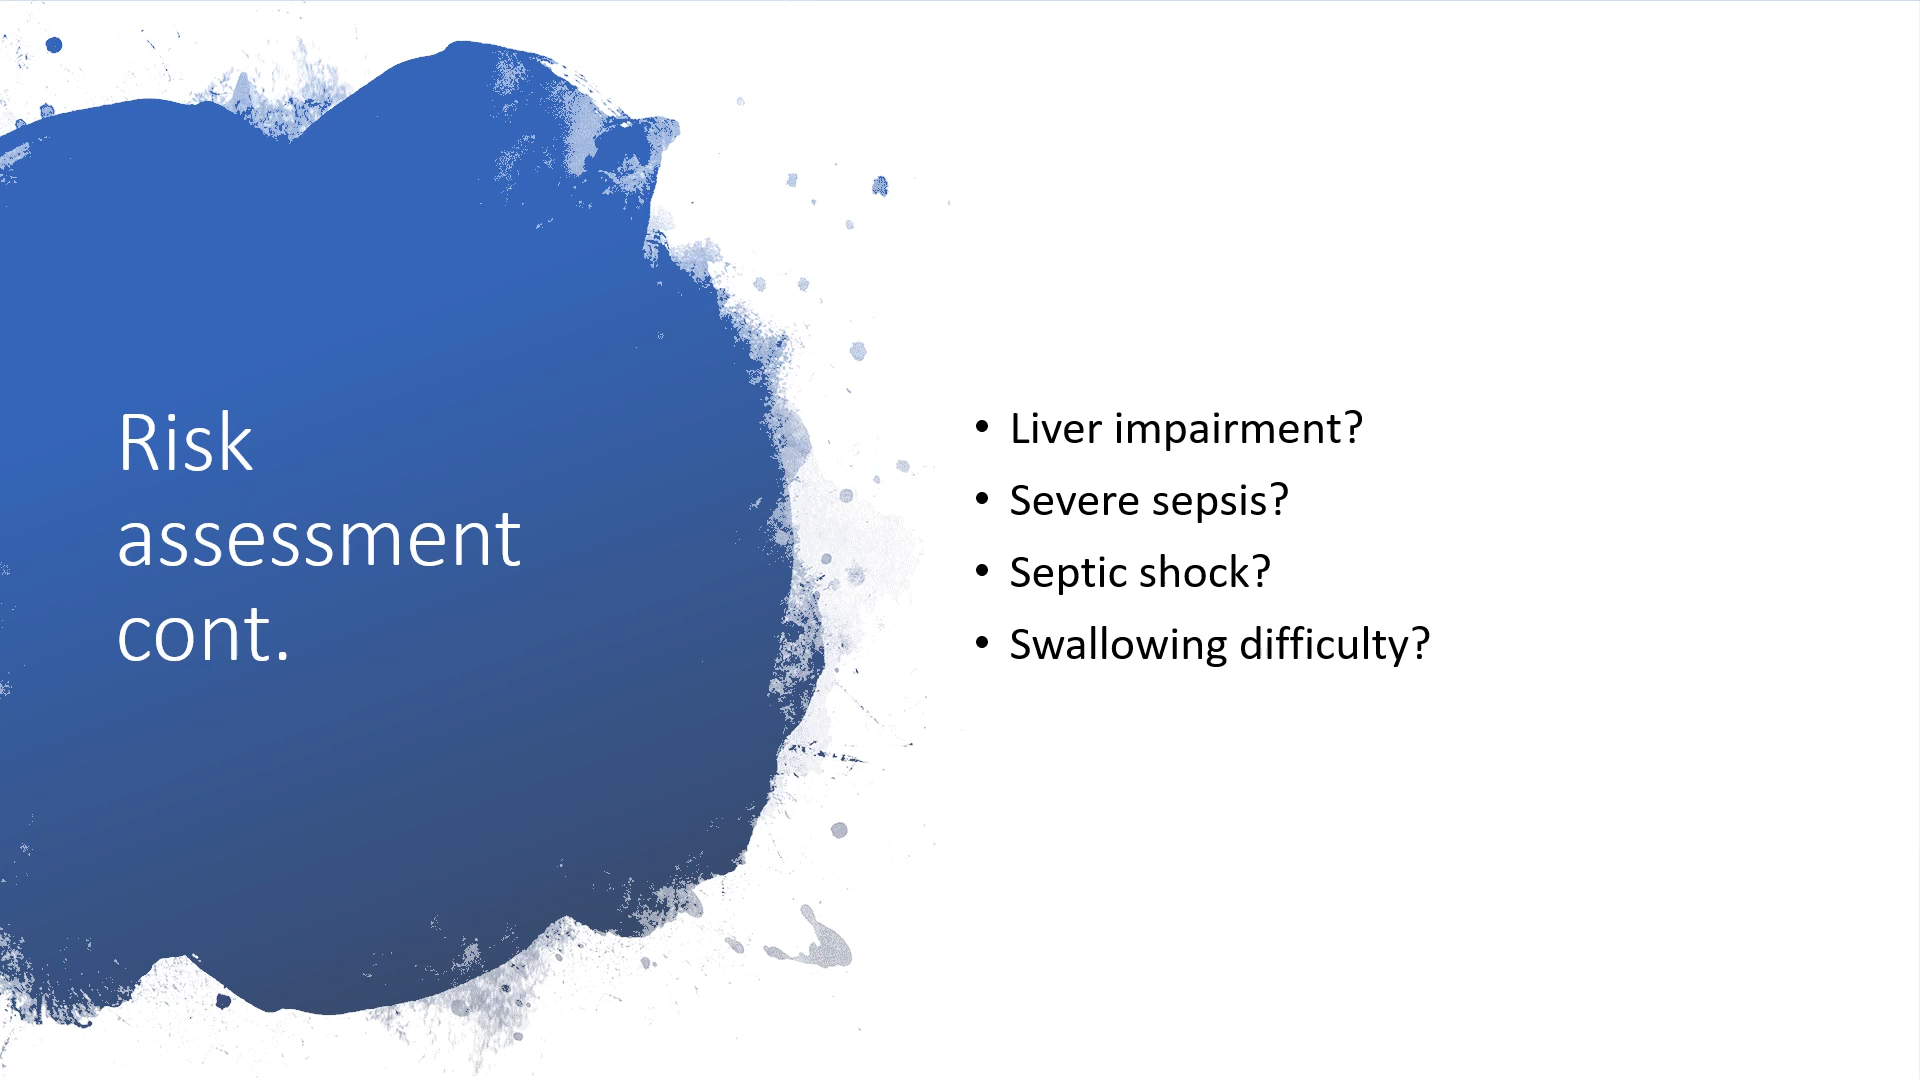 Risk
assessment
cont.
• Liver impairment?
• Severe sepsis?
• Septic shock?
• Swallowing difficulty?